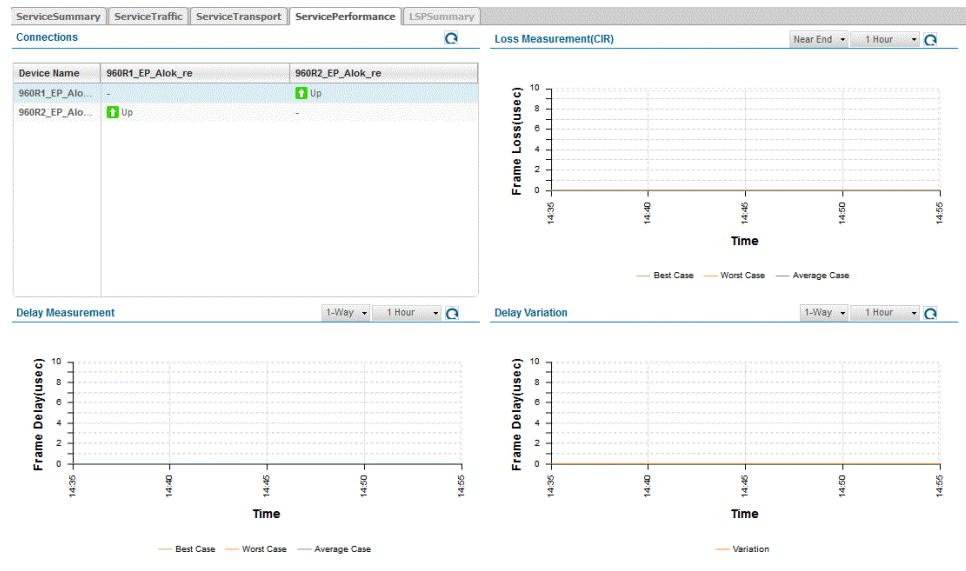 ServiceSummary ServiceTraffic ServiceTransport ServicePerformance LSPSummary
Connections
Device Name 960R1_EP_Alok_re 960R2_EP_Alok_re
960R1_EP_Alo... - Up
960R2_EP_Alo... Up -
Loss Measurement(CIR) Near End 1 Hour
Frame Loss(usec)
10
8
6
4
2
0
14:35 14:40 14:45 14:50 14:55
Time
Best Case Worst Case Average Case
Delay Measurement 1-Way 1 Hour
Frame Delay(usec)
10
8
6
4
2
0
14:35 14:40 14:45 14:50 14:55
Time
Best Case Worst Case Average Case
Delay Variation 1-Way 1 Hour
Frame Delay(usec)
10
8
6
4
2
0
14:35 14:40 14:45 14:50 14:55
Time
Variation